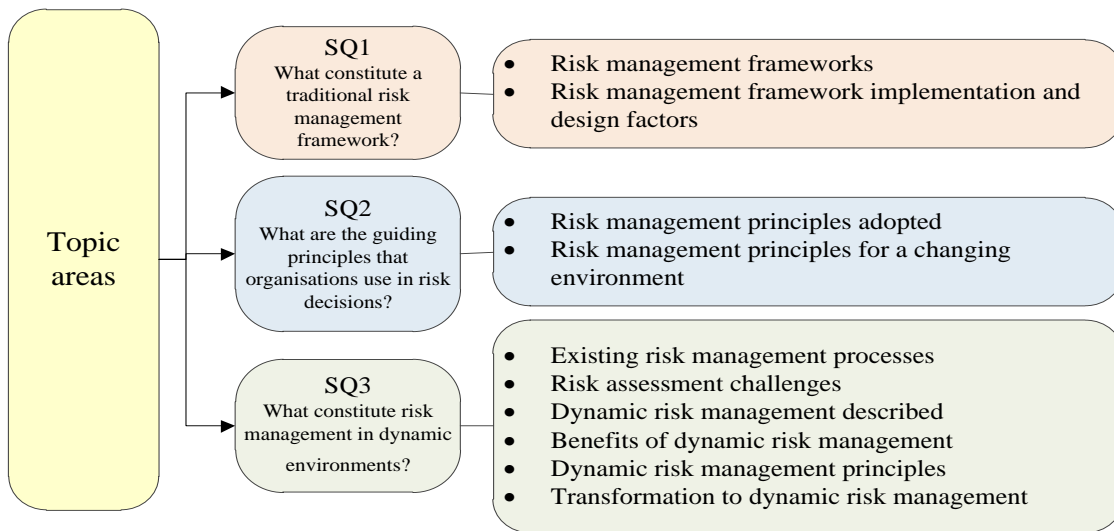 Topic
areas
SQ1
What constitute a
traditional risk
management
framework?
• Risk management frameworks
• Risk management framework implementation and
design factors
SQ2
What are the guiding
principles that
organisations use in risk
decisions?
• Risk management principles adopted
• Risk management principles for a changing
environment
SQ3
What constitute risk
management in dynamic
environments?
• Existing risk management processes
• Risk assessment challenges
• Dynamic risk management described
• Benefits of dynamic risk management
• Dynamic risk management principles
• Transformation to dynamic risk management